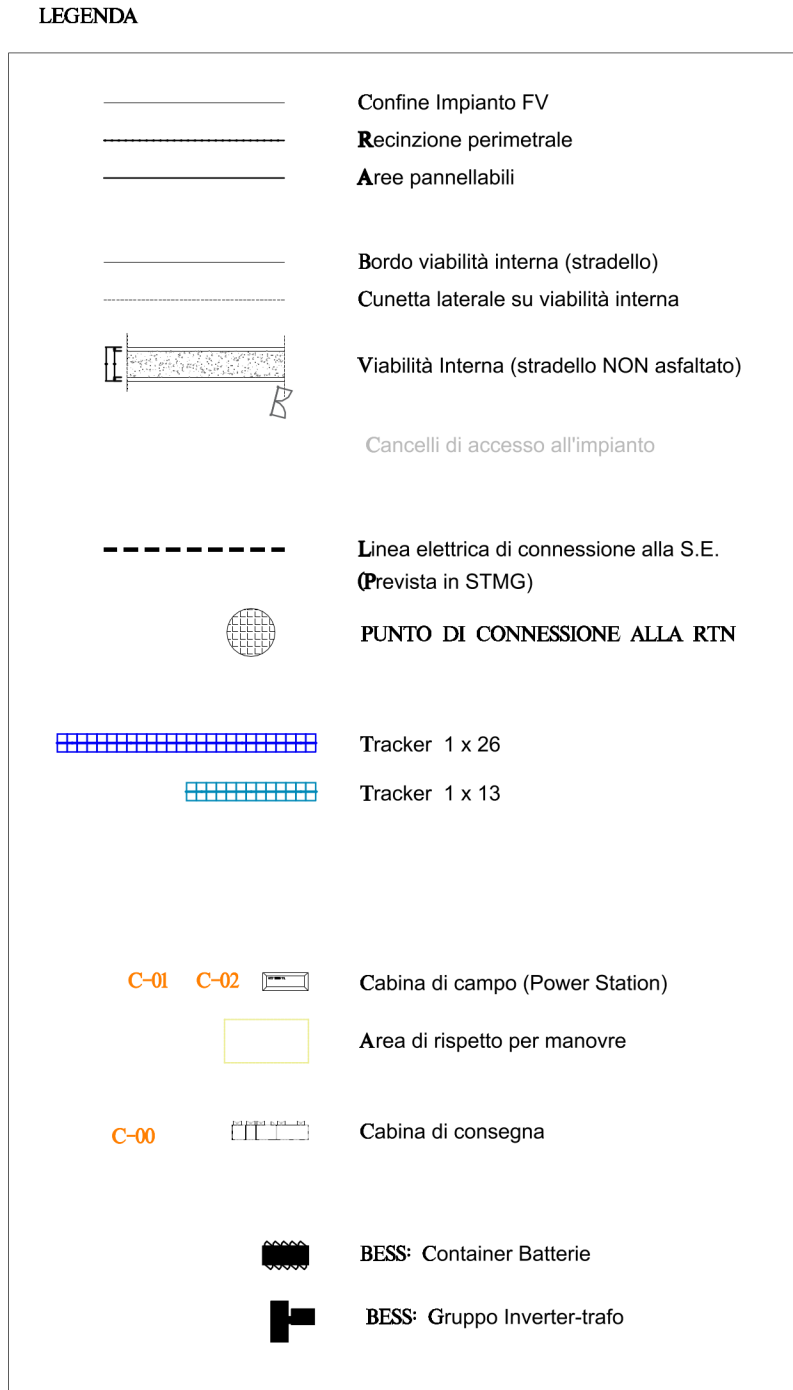 LEGENDA
Confine Impianto FV
Recinzione perimetrale
Aree pannellabili
Bordo viabilità interna (stradello)
Cunetta laterale su viabilità interna
Viabilità Interna (stradello NON asfaltato)
Cancelli di accesso all'impianto
Linea elettrica di connessione alla S.E.
(Prevista in STMG)
PUNTO DI CONNESSIONE ALLA RTN
Tracker 1 x 26
Tracker 1 x 13
C-01 C-02 Cabina di campo (Power Station)
Area di rispetto per manovre
C-00 Cabina di consegna
BESS: Container Batterie
BESS: Gruppo Inverter-trafo